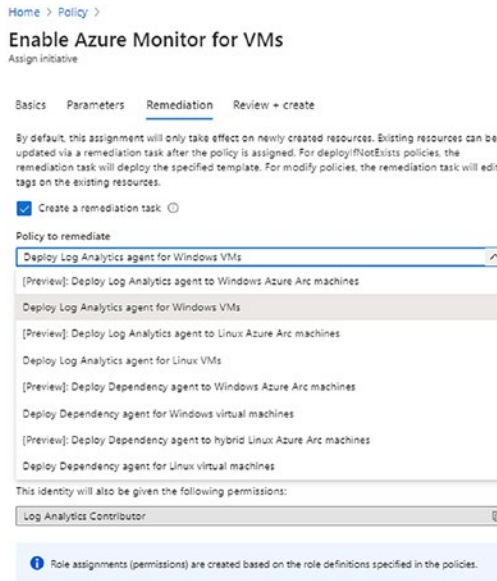 Home > Policy >
Enable Azure Monitor for VMs
Assign initiative
Basics Parameters Remediation Review + create
By default, this assignment will only take effect on newly created resources. Existing resources can be
updated via a remediation task after the policy is assigned. For deployIfNotExists policies, the
remediation task will deploy the specified template. For modify policies, the remediation task will edit
tags on the existing resources.
Create a remediation task
Policy to remediate
Deploy Log Analytics agent for Windows VMs
[Preview]: Deploy Log Analytics agent to Windows Azure Arc machines
Deploy Log Analytics agent for Windows VMs
[Preview]: Deploy Log Analytics agent to Linux Azure Arc machines
Deploy Log Analytics agent for Linux VMs
[Preview]: Deploy Dependency agent to Windows Azure Arc machines
Deploy Dependency agent for Windows virtual machines
[Preview]: Deploy Dependency agent to hybrid Linux Azure Arc machines
Deploy Dependency agent for Linux virtual machines
This identity will also be given the following permissions:
Log Analytics Contributor
Role assignments (permissions) are created based on the role definitions specified in the policies.